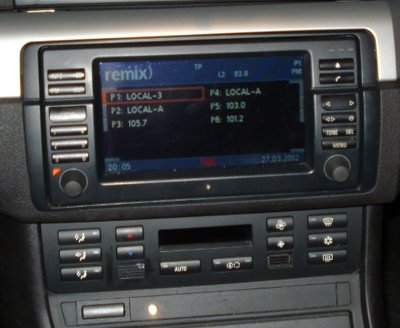 remix) TP L3 92.8 P1 FM
P1: LOCAL-3 P4: LOCAL-A
P2: LOCAL-A P5: 103.0
P3: 105.7 P6: 101.2
20:05 27.03.2012
TONE SEL
MENU
AUTO